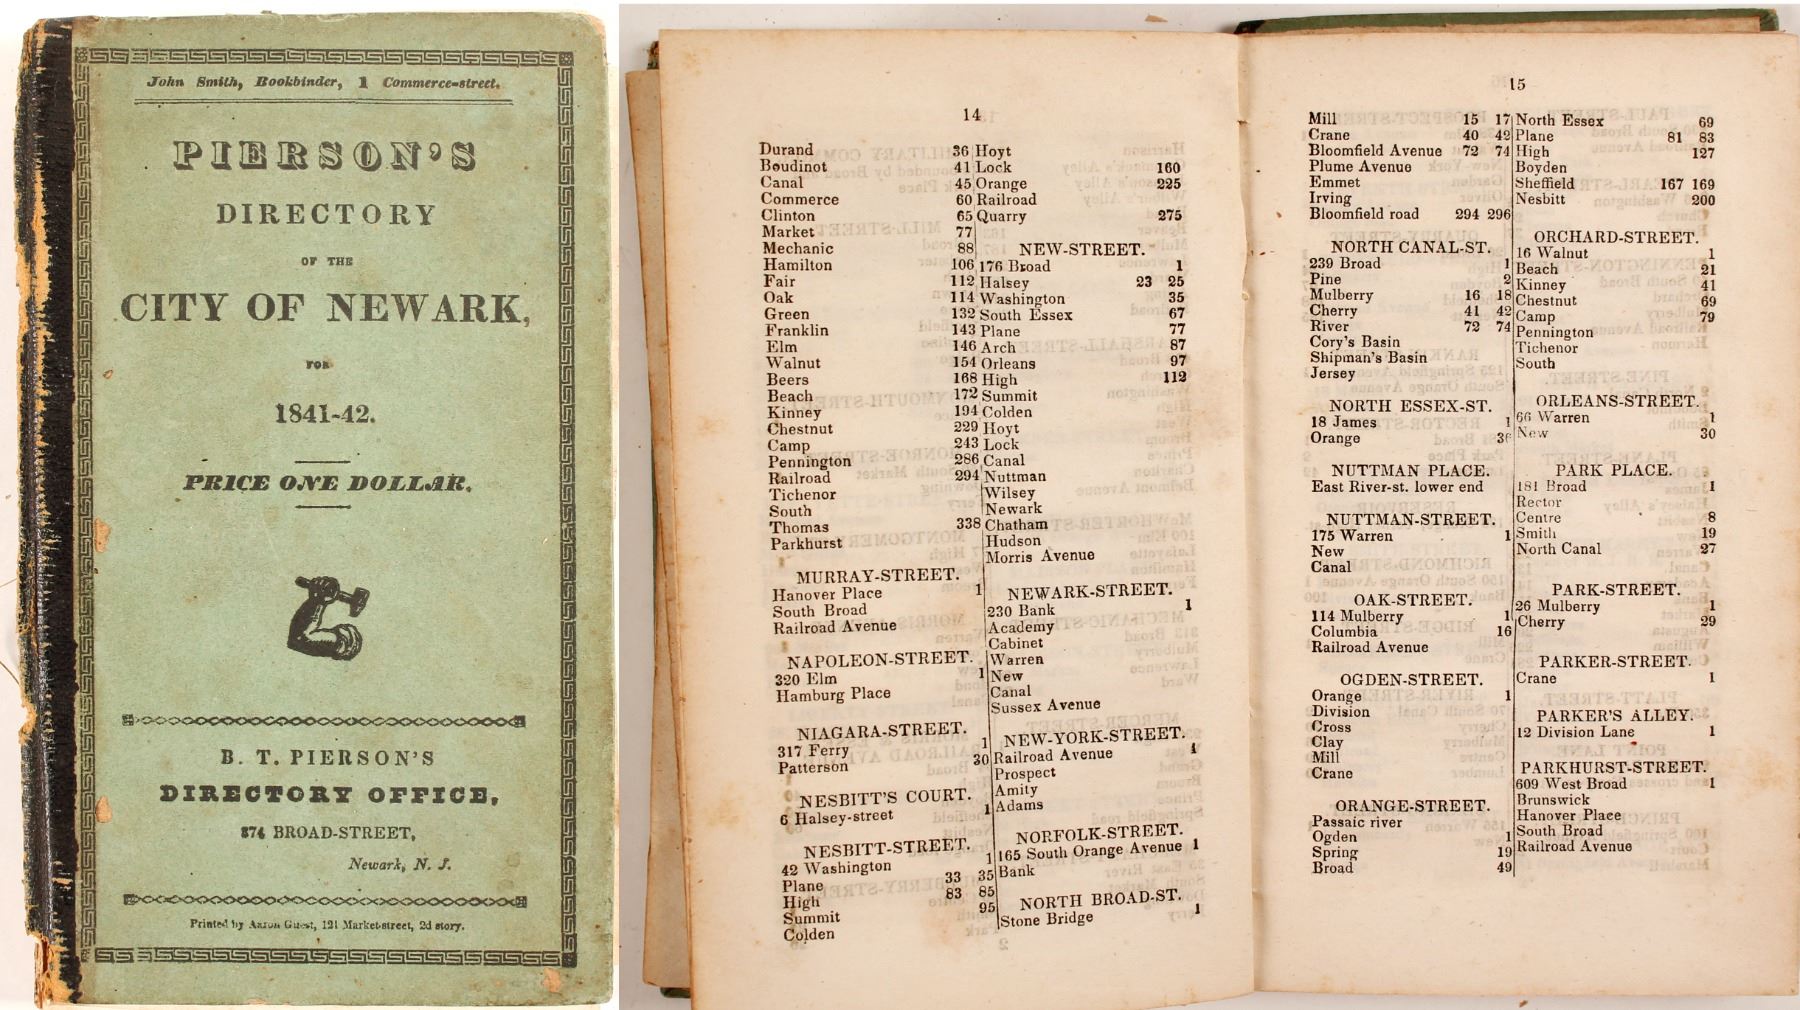 John Smith, Bookbinder, 1 Commerce-street.
PIERSON'S
DIRECTORY
OF THE
CITY OF NEWARK,
FOR
1841-42.
PRICE ONE DOLLAR.
B. T. PIERSON'S
DIRECTORY OFFICE,
874 BROAD-STREET,
Newark, N. J.
Printed by Aaron Guest, 121 Market-street, 2d story.
14
Durand 36
Boudinot 41
Canal 45
Commerce 60
Clinton 65
Market 77
Mechanic 88
Hamilton 106
Fair 112
Oak 114
Green 132
Franklin 143
Elm 146
Walnut 154
Beers 168
Beach 172
Kinney 194
Chestnut 229
Camp 243
Pennington 286
Railroad 294
Tichenor
South
Thomas 338
Parkhurst
MURRAY-STREET.
Hanover Place 1
South Broad
Railroad Avenue
NAPOLEON-STREET.
320 Elm 1
Hamburg Place
NIAGARA-STREET.
317 Ferry 1
Patterson 30
NESBITT'S COURT.
6 Halsey-street 1
NESBITT-STREET.
42 Washington 1
Plane 33 35
High 83 85
Summit 95
Colden
Hoyt
Lock 160
Orange 225
Railroad
Quarry 275
NEW-STREET.
176 Broad 1
Halsey 23 25
Washington 35
South Essex 67
Plane 77
Arch 87
Orleans 97
High 112
Summit
Colden
Hoyt
Lock
Canal
Nuttman
Wilsey
Newark
Chatham
Hudson
Morris Avenue
NEWARK-STREET.
230 Bank 1
Academy
Cabinet
Warren
New
Canal
Sussex Avenue
NEW-YORK-STREET.
Railroad Avenue 1
Prospect
Amity
Adams
NORFOLK-STREET.
165 South Orange Avenue 1
Bank
NORTH BROAD-ST.
Stone Bridge 1
15
Mill 15 17
Crane 40 42
Bloomfield Avenue 72 74
Plume Avenue
Emmet
Irving
Bloomfield road 294 296
NORTH CANAL-ST.
239 Broad 1
Pine 2
Mulberry 16 18
Cherry 41 42
River 72 74
Cory's Basin
Shipman's Basin
Jersey
NORTH ESSEX-ST.
18 James 1
Orange 36
NUTTMAN PLACE.
East River-st. lower end
NUTTMAN-STREET.
175 Warren 1
New
Canal
OAK-STREET.
114 Mulberry 1
Columbia 16
Railroad Avenue
OGDEN-STREET.
Orange 1
Division
Cross
Clay
Mill
Crane
ORANGE-STREET.
Passaic river
Ogden 1
Spring 19
Broad 49
North Essex 69
Plane 81 83
High 127
Boyden
Sheffield 167 169
Nesbitt 200
ORCHARD-STREET.
16 Walnut 1
Beach 21
Kinney 41
Chestnut 69
Camp 79
Pennington
Tichenor
South
ORLEANS-STREET.
66 Warren 1
New 30
PARK PLACE.
181 Broad 1
Rector
Centre 8
Smith 19
North Canal 27
PARK-STREET.
26 Mulberry 1
Cherry 29
PARKER-STREET.
Crane 1
PARKER'S ALLEY.
12 Division Lane 1
PARKHURST-STREET.
609 West Broad 1
Brunswick
Hanover Place
South Broad
Railroad Avenue